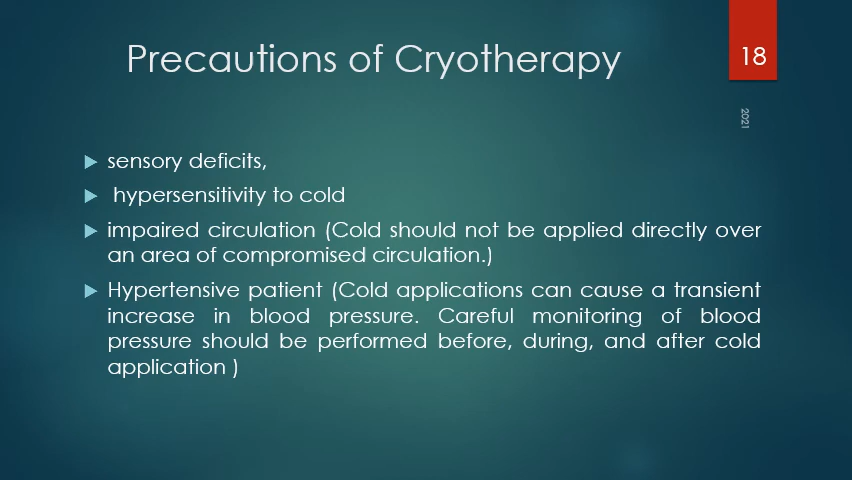 Precautions of Cryotherapy
18
2021
sensory deficits,
hypersensitivity to cold
impaired circulation (Cold should not be applied directly over
an area of compromised circulation.)
Hypertensive patient (Cold applications can cause a transient
increase in blood pressure. Careful monitoring of blood
pressure should be performed before, during, and after cold
application )